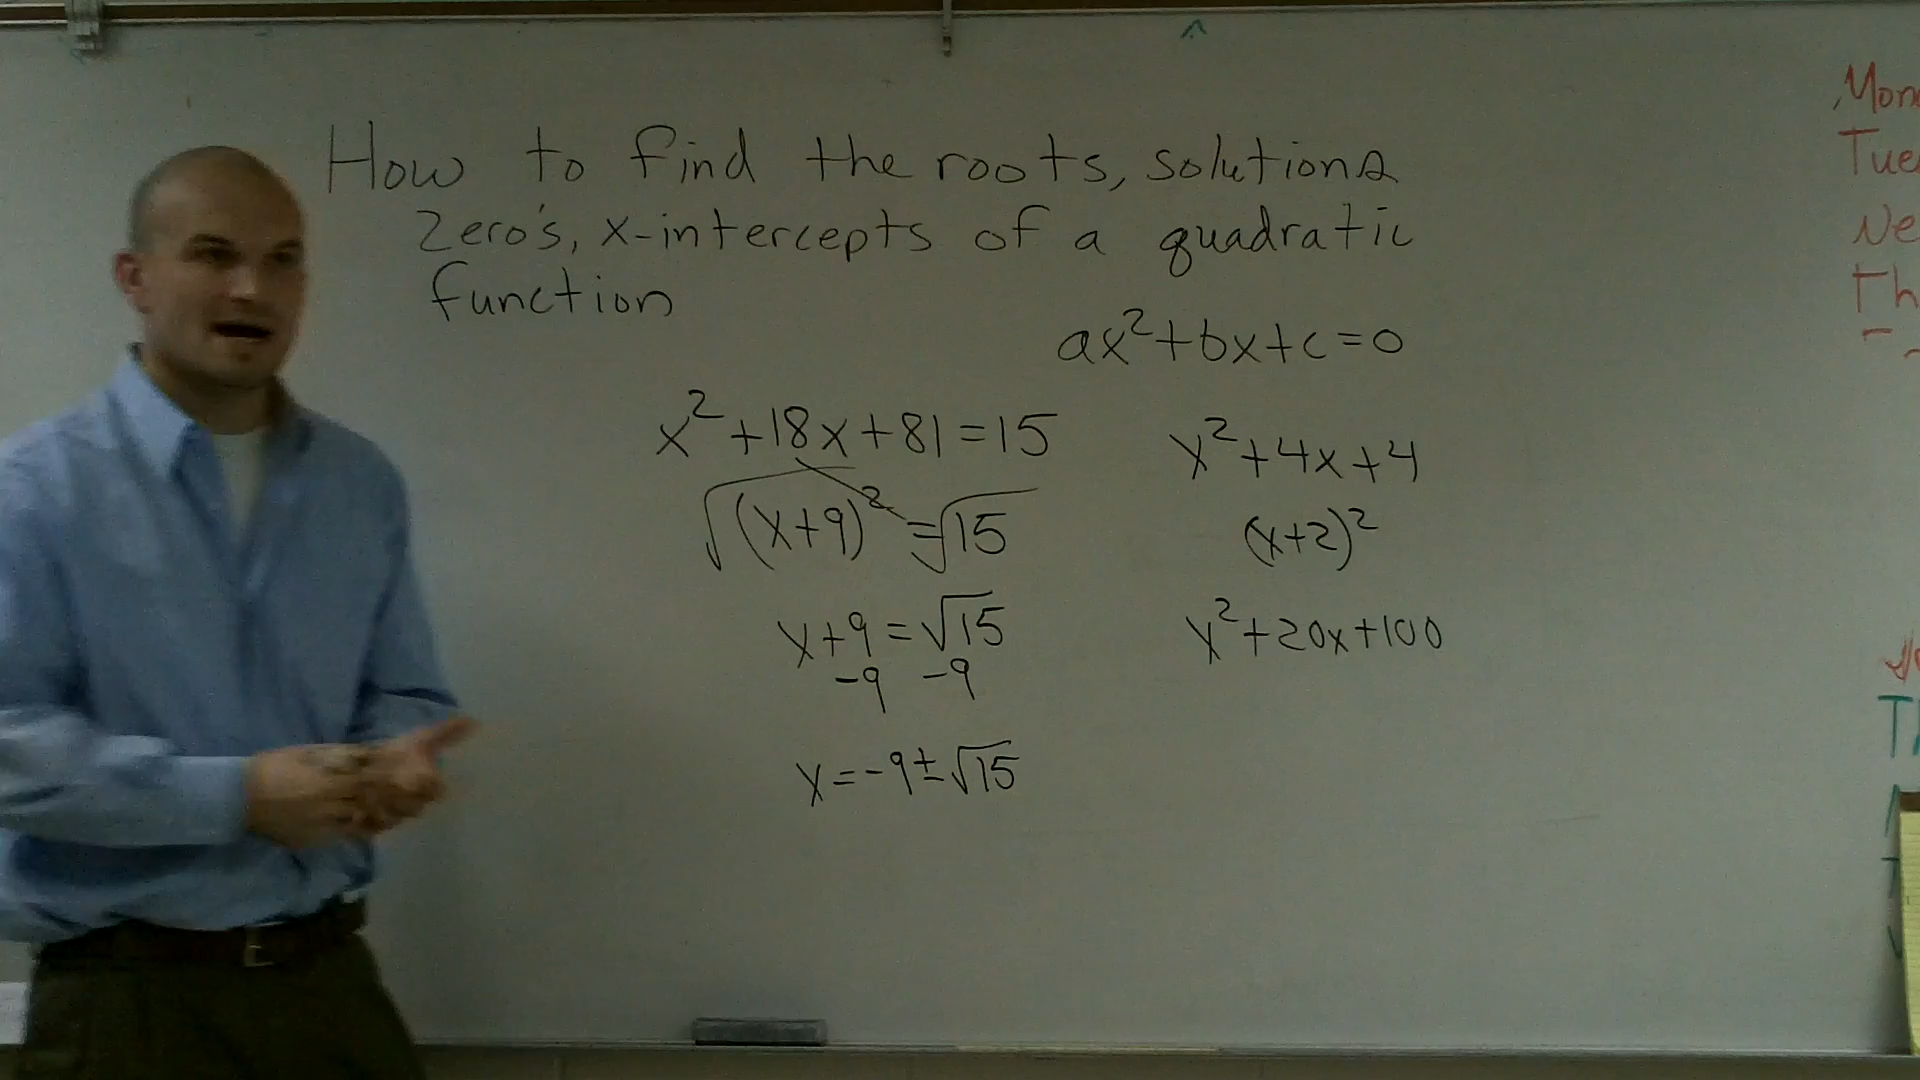 How to find the roots, solutions
Zero's, x-intercepts of a quadratic
function
ax²+bx+c=0
x²+18x+81=15
√(x+9)²=√15
x+9=√15
-9 -9
x=-9±√15
x²+4x+4
(x+2)²
x²+20x+100
Mon
Tue
We
Th